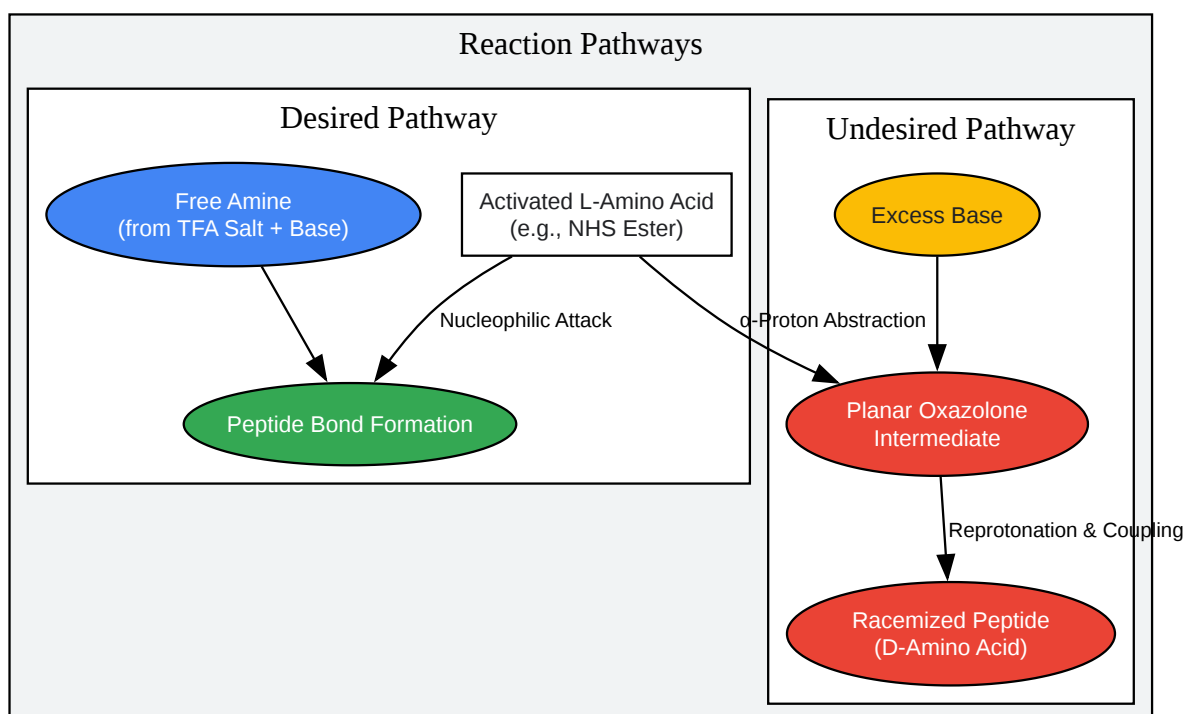 Reaction Pathways
Desired Pathway
Undesired Pathway
Free Amine
(from TFA Salt + Base)
Activated L-Amino Acid
(e.g., NHS Ester)
Excess Base
Nucleophilic Attack
α-Proton Abstraction
Peptide Bond Formation
Planar Oxazolone
Intermediate
Reprotonation & Coupling
Racemized Peptide
(D-Amino Acid)